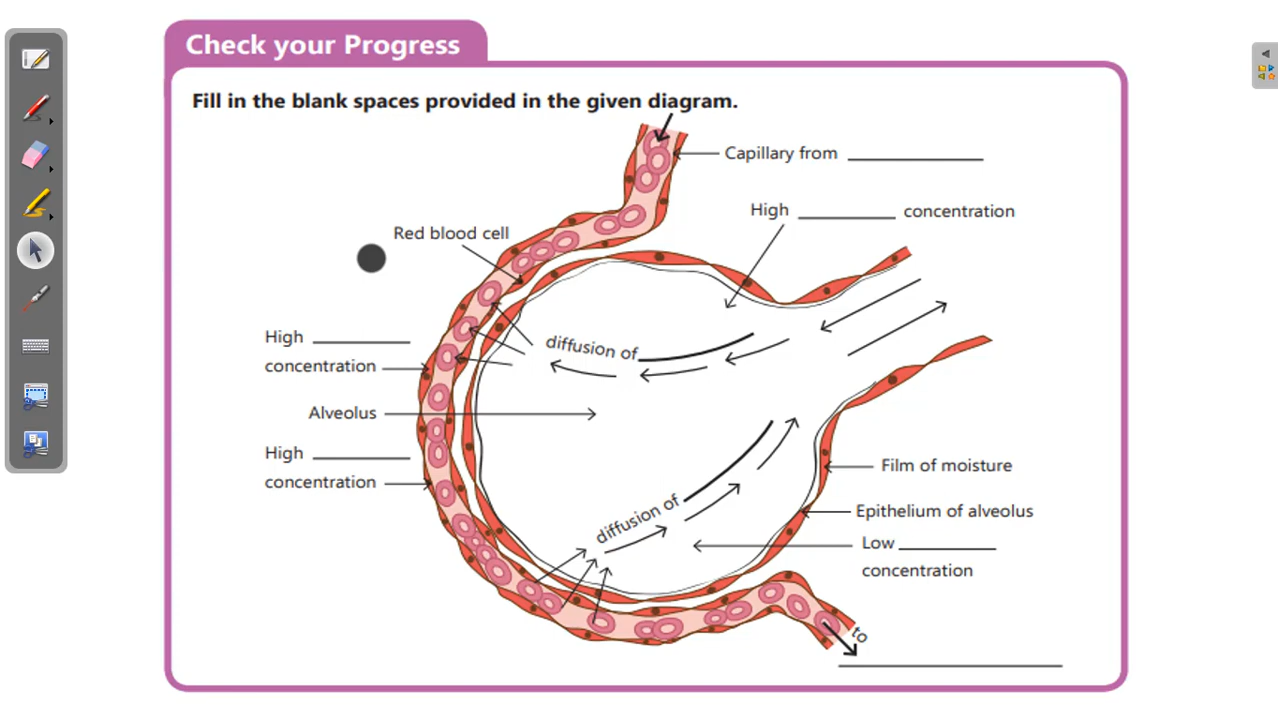 Check your Progress
Fill in the blank spaces provided in the given diagram.
Capillary from
High concentration
Red blood cell
High
concentration
diffusion of
Alveolus
High
concentration
Film of moisture
diffusion of
Epithelium of alveolus
Low
concentration
to